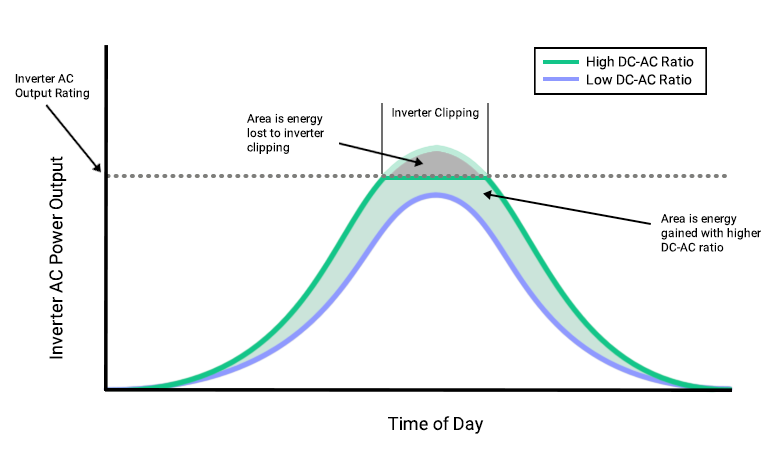 High DC-AC Ratio
Low DC-AC Ratio
Inverter AC
Output Rating
Area is energy
lost to inverter
clipping
Inverter Clipping
Area is energy
gained with higher
DC-AC ratio
Inverter AC Power Output
Time of Day